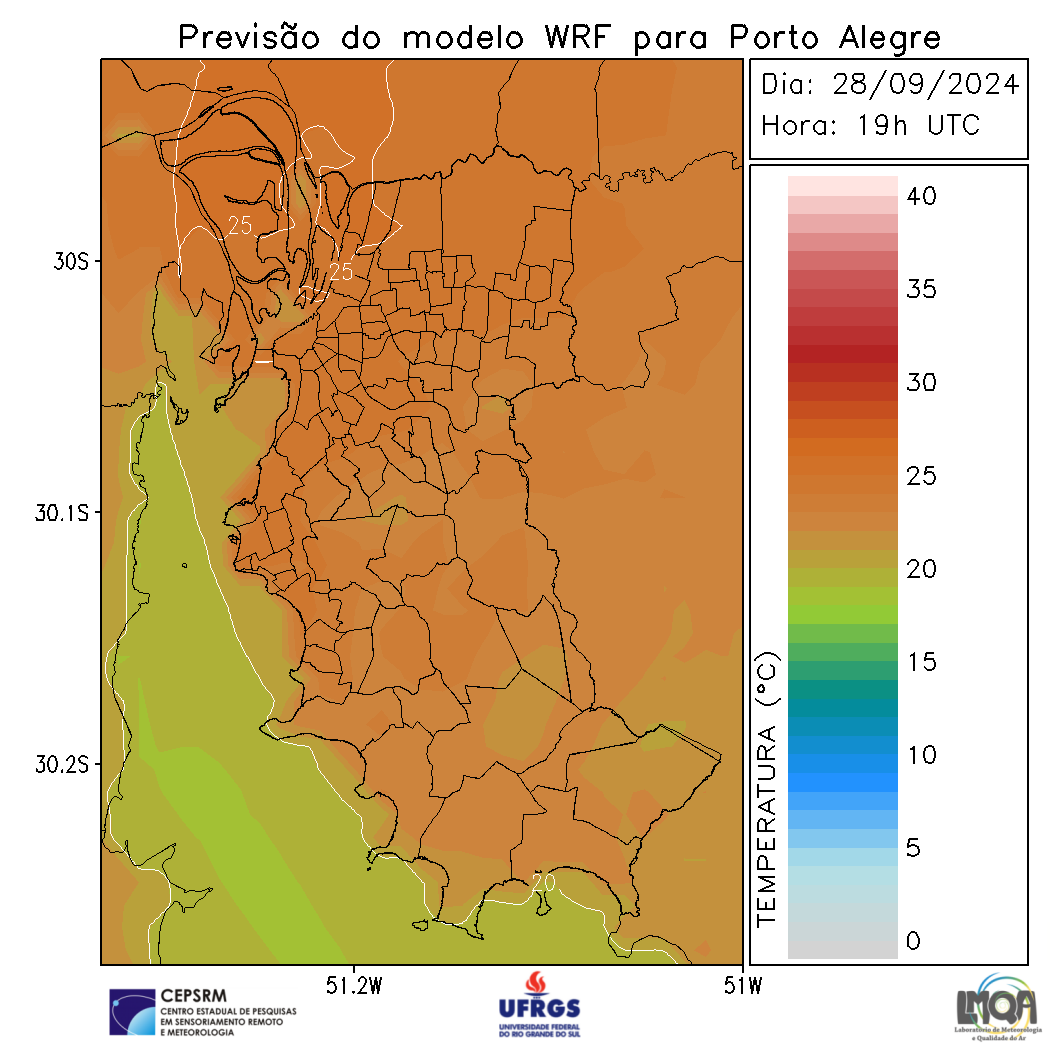 Previsão do modelo WRF para Porto Alegre
Dia: 28/09/2024
Hora: 19h UTC
40
35
30
25
20
15
10
5
0
TEMPERATURA (°C)
25
25
20
30S
30.1S
30.2S
51.2W
51W
CEPSRM
CENTRO ESTADUAL DE PESQUISAS
EM SENSORIAMENTO REMOTO
E METEOROLOGIA
UFRGS
UNIVERSIDADE FEDERAL
DO RIO GRANDE DO SUL
LMQA
Laboratório de Meteorologia
e Qualidade do Ar